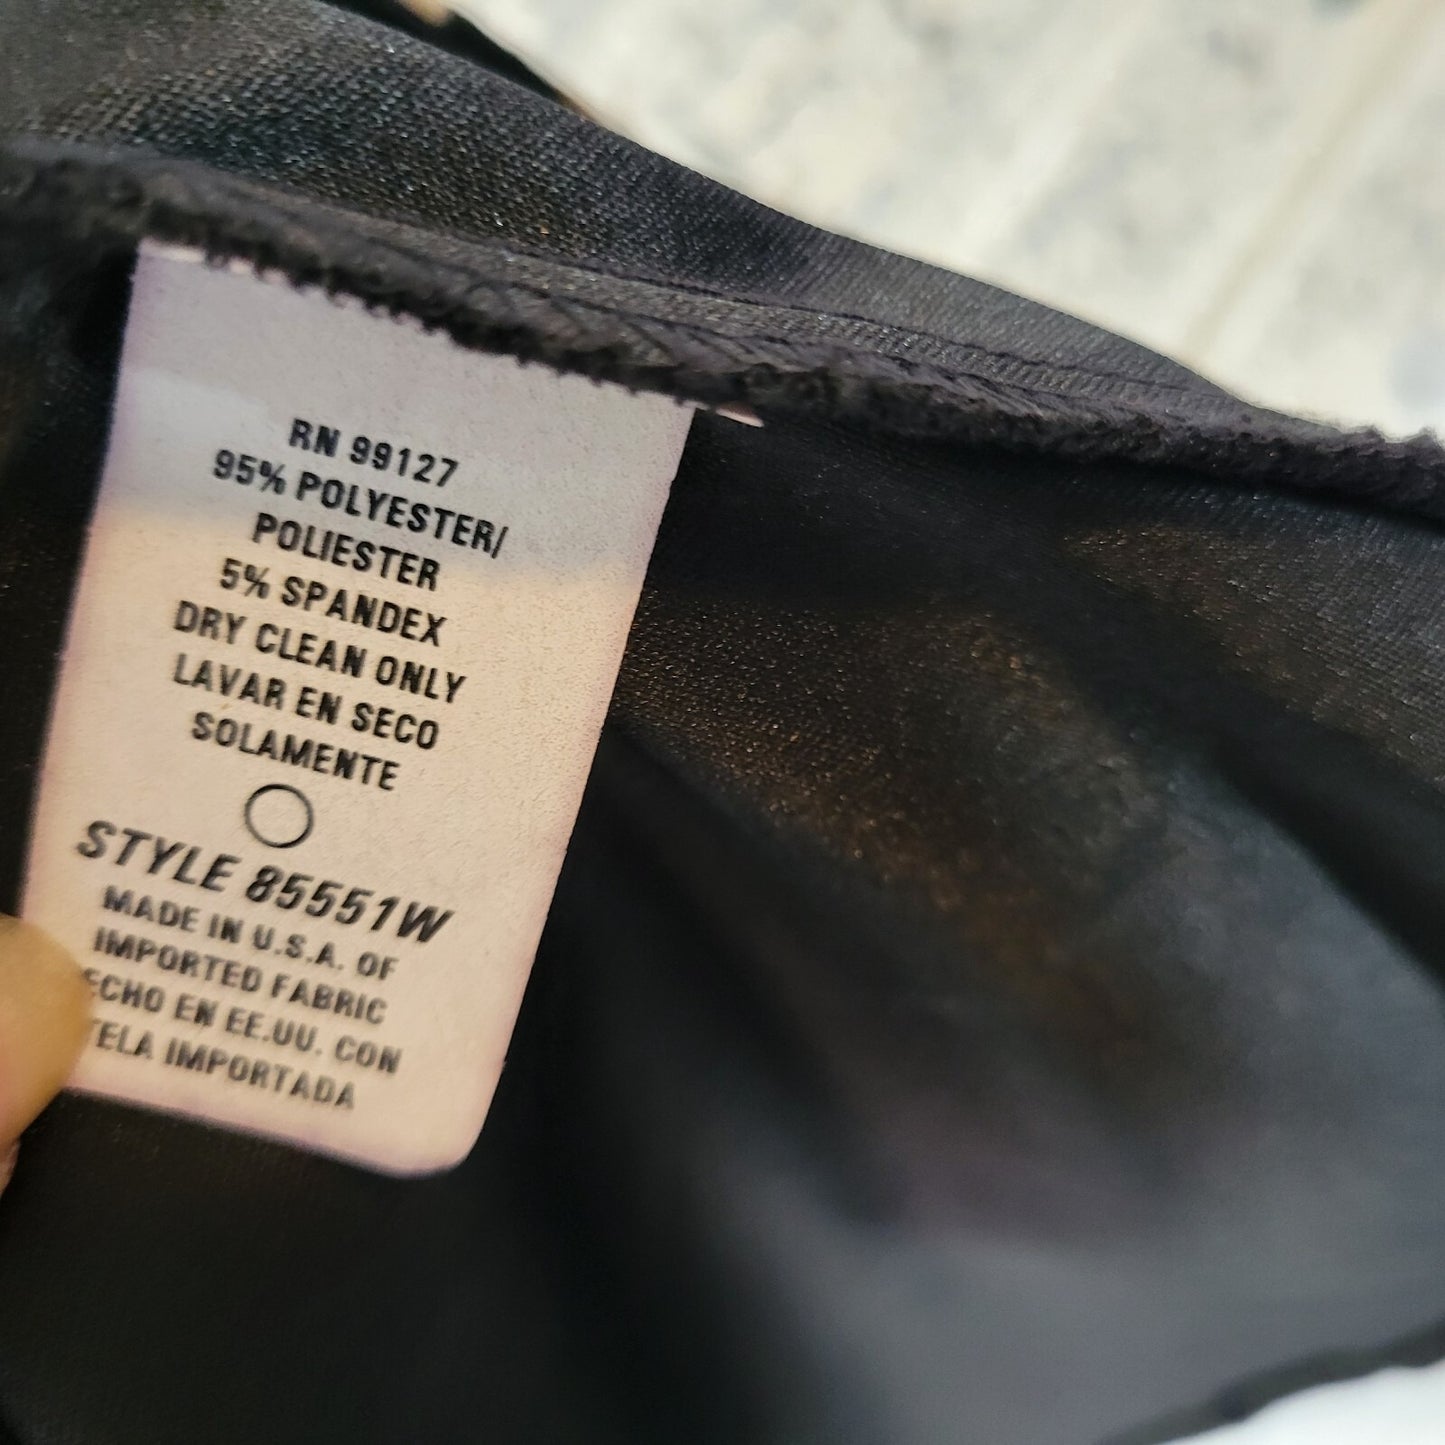 RN 99127
95% POLYESTER/
POLIESTER
5% SPANDEX
DRY CLEAN ONLY
LAVAR EN SECO
SOLAMENTE
STYLE 85551W
MADE IN U.S.A. OF
IMPORTED FABRIC
ECHO EN EE.UU. CON
TELA IMPORTADA